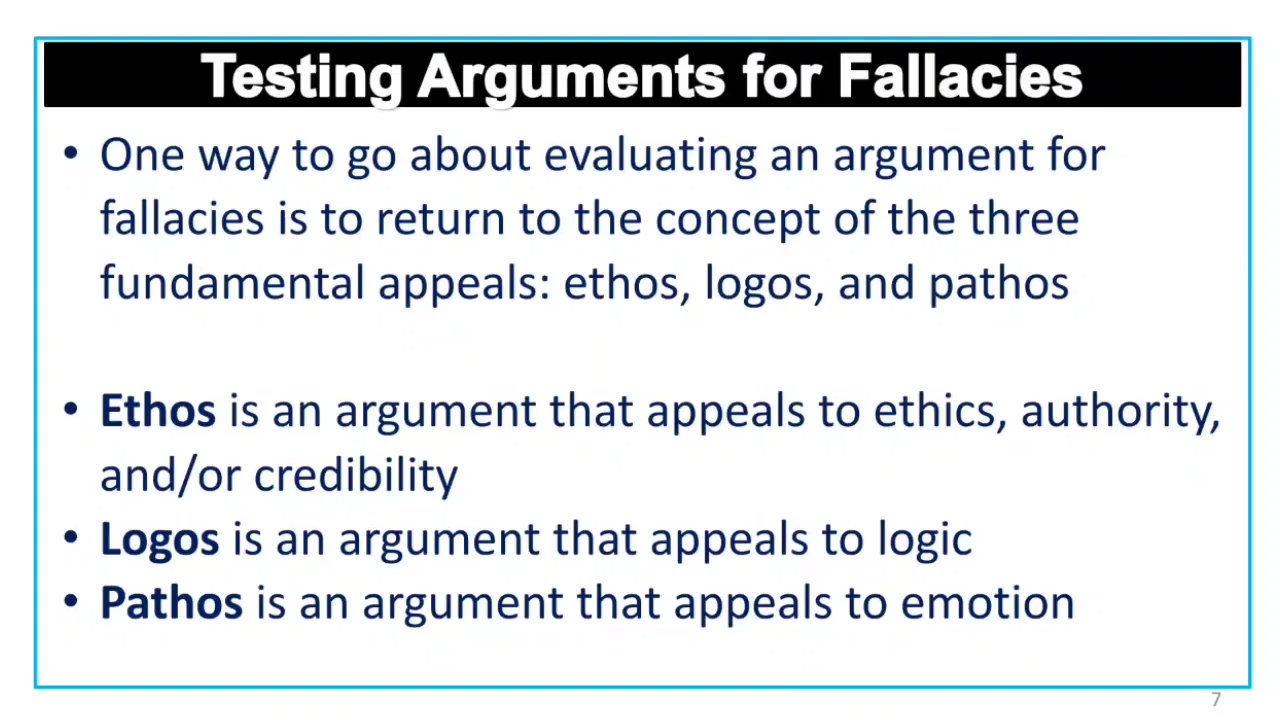 Testing Arguments for Fallacies
• One way to go about evaluating an argument for
fallacies is to return to the concept of the three
fundamental appeals: ethos, logos, and pathos
• Ethos is an argument that appeals to ethics, authority,
and/or credibility
• Logos is an argument that appeals to logic
• Pathos is an argument that appeals to emotion
7